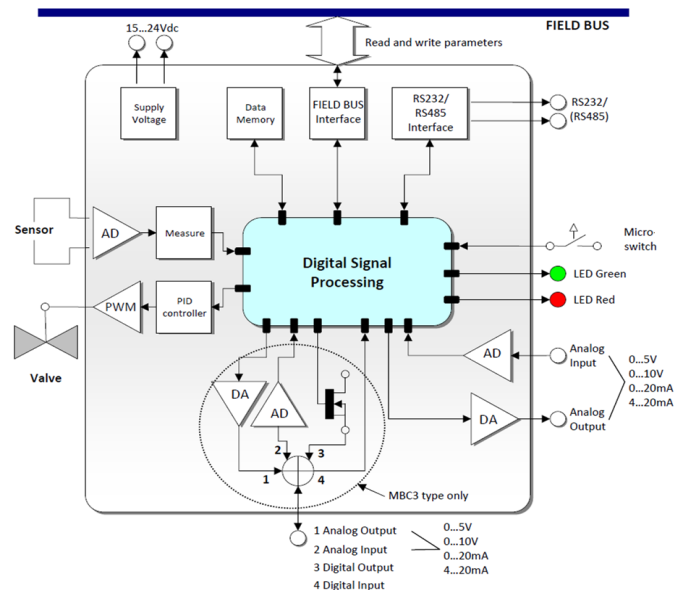 FIELD BUS
15...24Vdc
Read and write parameters
Supply
Voltage
Data
Memory
FIELD BUS
Interface
RS232/
RS485
Interface
RS232/
(RS485)
Sensor
AD
Measure
Digital Signal
Processing
Micro-
switch
LED Green
LED Red
PWM
PID
controller
Valve
DA
AD
AD
Analog
Input
DA
Analog
Output
0...5V
0...10V
0...20mA
4...20mA
2
3
1
4
MBC3 type only
1 Analog Output
2 Analog Input
3 Digital Output
4 Digital Input
0...5V
0...10V
0...20mA
4...20mA